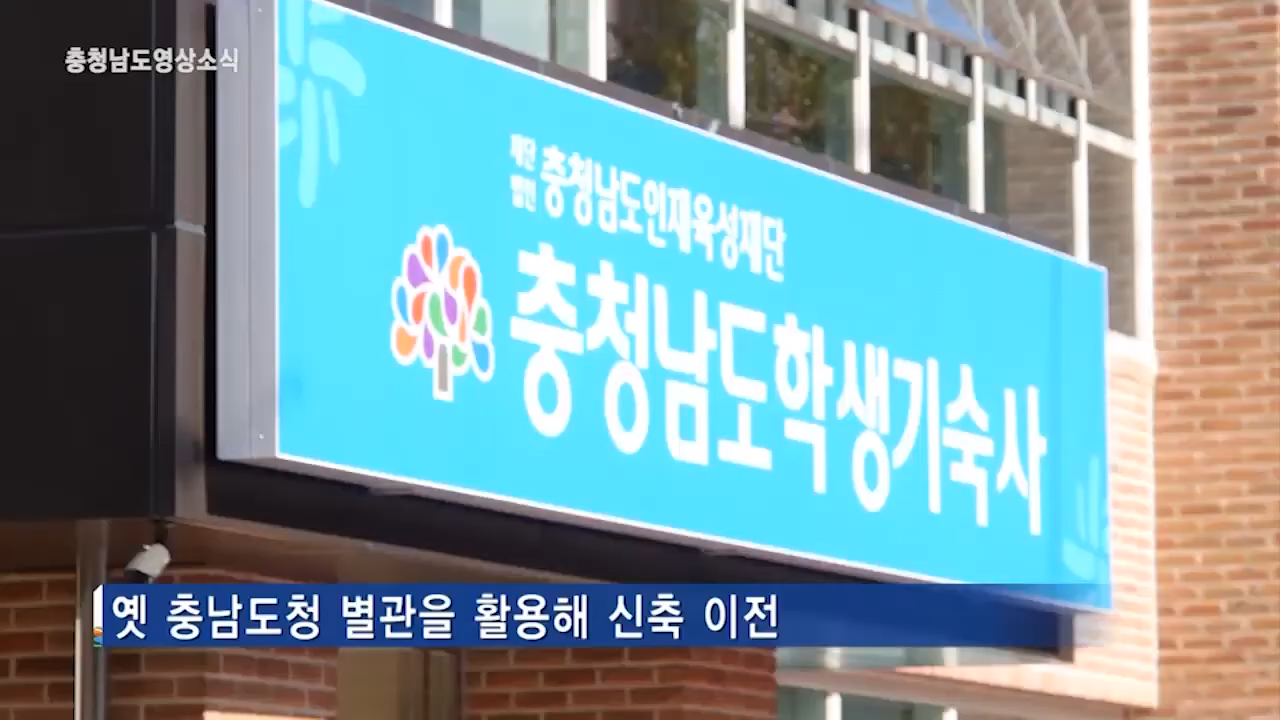 충청남도영상소식
재단
법인 충청남도인재육성재단
충청남도학생기숙사
옛 충남도청 별관을 활용해 신축 이전